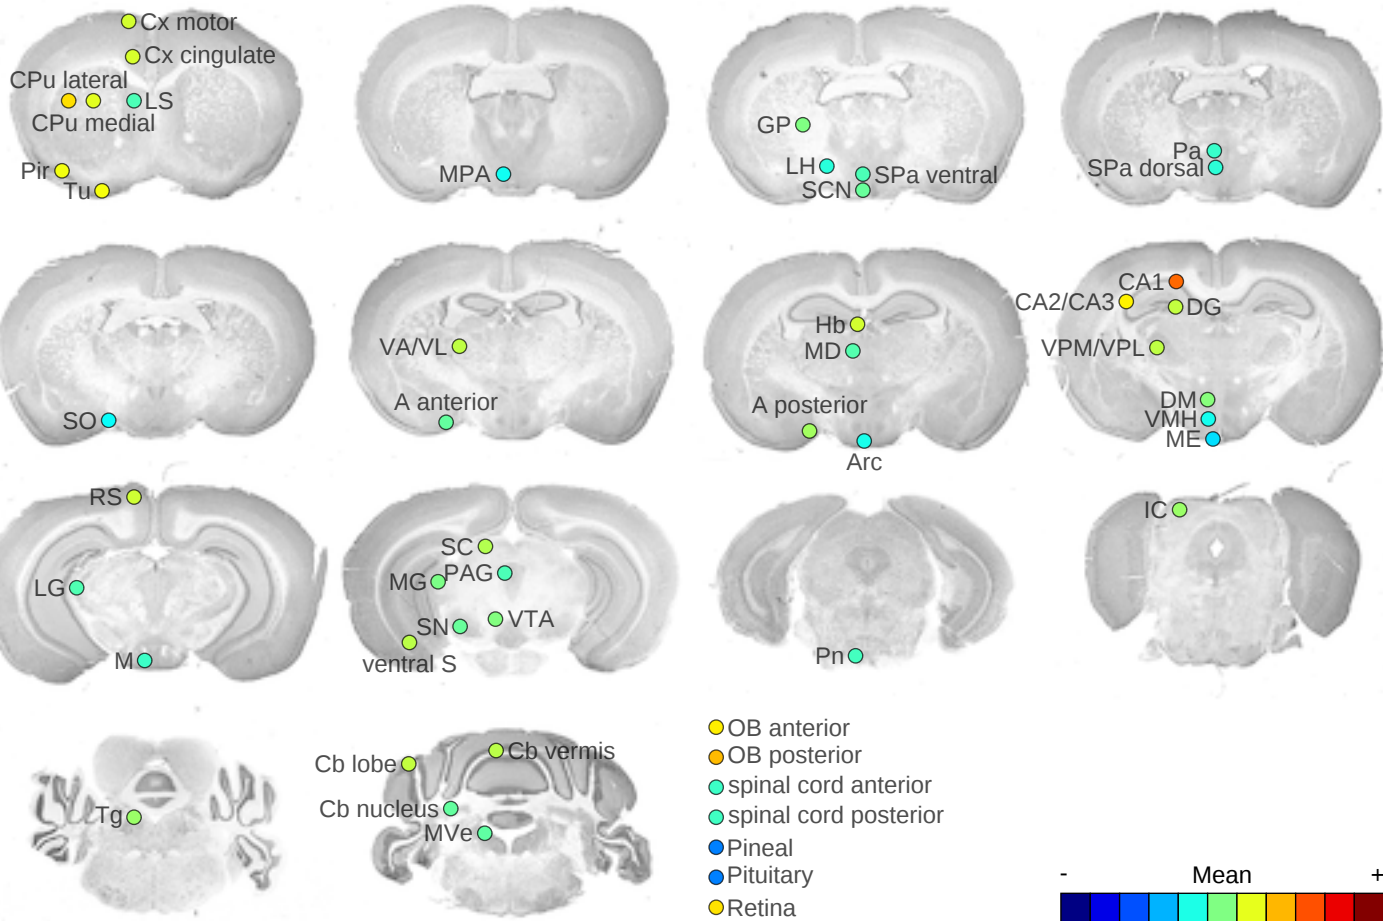 Cx motor
Cx cingulate
CPu lateral
LS
CPu medial
Pir
Tu
MPA
GP
LH
SPa ventral
SCN
Pa
SPa dorsal
SO
VA/VL
A anterior
Hb
MD
A posterior
Arc
CA1
CA2/CA3
DG
VPM/VPL
DM
VMH
ME
RS
LG
M
SC
MG
PAG
SN
VTA
ventral S
Pn
IC
Tg
Cb lobe
Cb vermis
Cb nucleus
MVe
OB anterior
OB posterior
spinal cord anterior
spinal cord posterior
Pineal
Pituitary
Retina
- Mean +